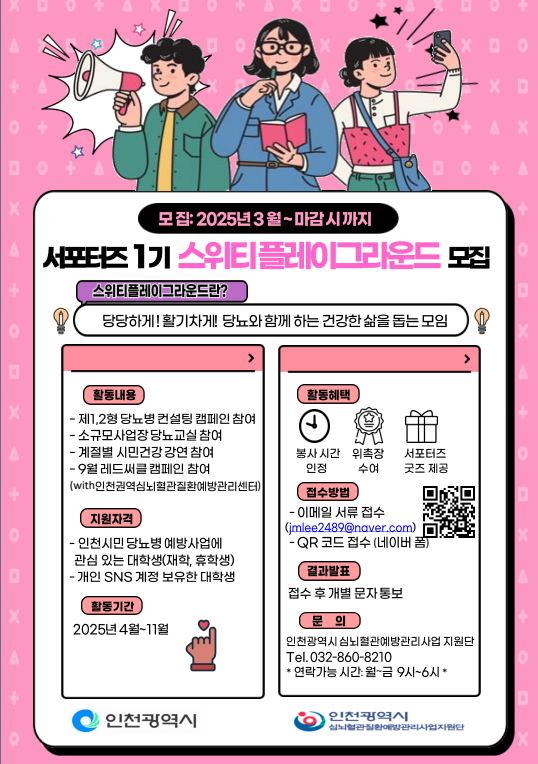 모집: 2025년 3월~마감 시 까지
서포터즈 1기 스위티플레이그라운드 모집
스위티플레이그라운드란?
당당하게! 활기차게! 당뇨와 함께 하는 건강한 삶을 돕는 모임
활동내용
- 제1,2형 당뇨병 컨설팅 캠페인 참여
- 소규모사업장 당뇨교실 참여
- 계절별 시민건강 강연 참여
- 9월 레드써클 캠페인 참여
(with인천권역심뇌혈관질환예방관리센터)
지원자격
- 인천시민 당뇨병 예방사업에
관심 있는 대학생(재학, 휴학생)
- 개인 SNS 계정 보유한 대학생
활동기간
2025년 4월~11월
활동혜택
봉사 시간
인정
위촉장
수여
서포터즈
굿즈 제공
접수방법
- 이메일 서류 접수
(jmlee2489@naver.com)
- QR 코드 접수 (네이버 폼)
결과발표
접수 후 개별 문자 통보
문 의
인천광역시 심뇌혈관예방관리사업 지원단
Tel. 032-860-8210
* 연락가능 시간: 월~금 9시~6시 *
인천광역시
인천광역시
심뇌혈관질환예방관리사업지원단